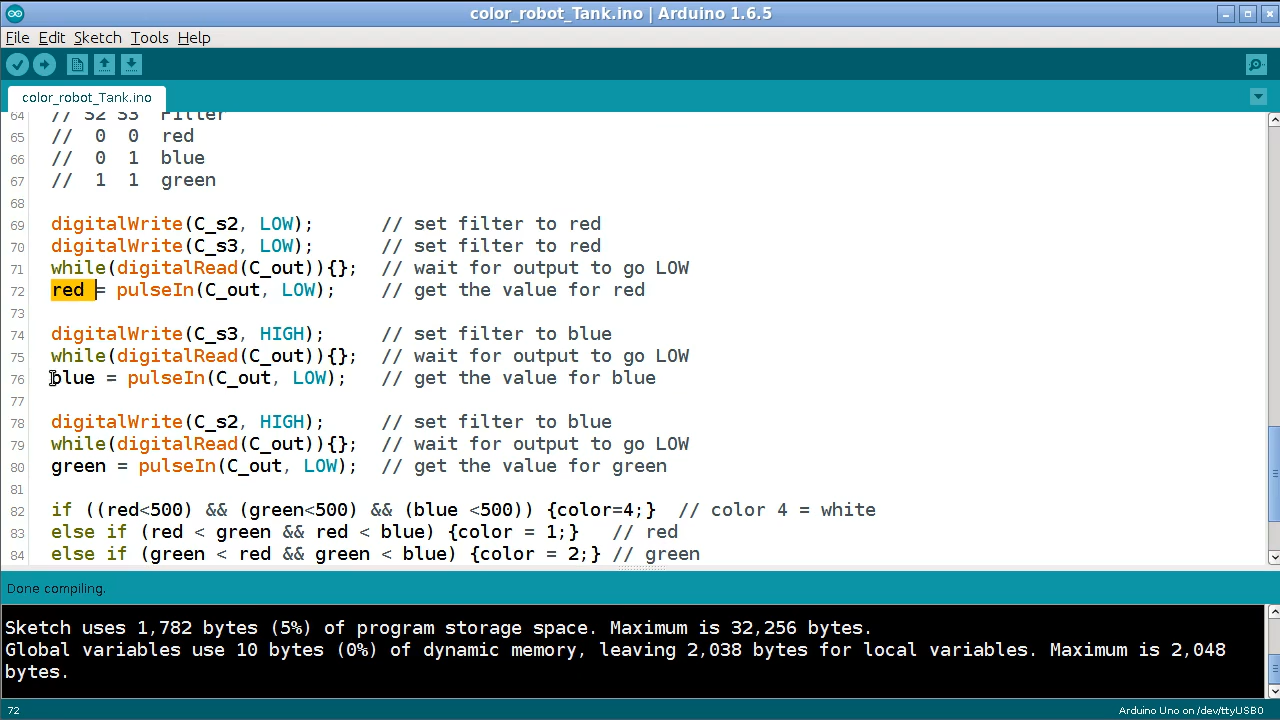 color_robot_Tank.ino | Arduino 1.6.5
File Edit Sketch Tools Help
color_robot_Tank.ino
64 // S2 S3 Filter
65 // 0 0 red
66 // 0 1 blue
67 // 1 1 green
68
69 digitalWrite(C_s2, LOW); // set filter to red
70 digitalWrite(C_s3, LOW); // set filter to red
71 while(digitalRead(C_out)){}; // wait for output to go LOW
72 red = pulseIn(C_out, LOW); // get the value for red
73
74 digitalWrite(C_s3, HIGH); // set filter to blue
75 while(digitalRead(C_out)){}; // wait for output to go LOW
76 blue = pulseIn(C_out, LOW); // get the value for blue
77
78 digitalWrite(C_s2, HIGH); // set filter to blue
79 while(digitalRead(C_out)){}; // wait for output to go LOW
80 green = pulseIn(C_out, LOW); // get the value for green
81
82 if ((red<500) && (green<500) && (blue <500)) {color=4;} // color 4 = white
83 else if (red < green && red < blue) {color = 1;} // red
84 else if (green < red && green < blue) {color = 2;} // green
Done compiling.
Sketch uses 1,782 bytes (5%) of program storage space. Maximum is 32,256 bytes.
Global variables use 10 bytes (0%) of dynamic memory, leaving 2,038 bytes for local variables. Maximum is 2,048
bytes.
72 Arduino Uno on /dev/ttyUSB0